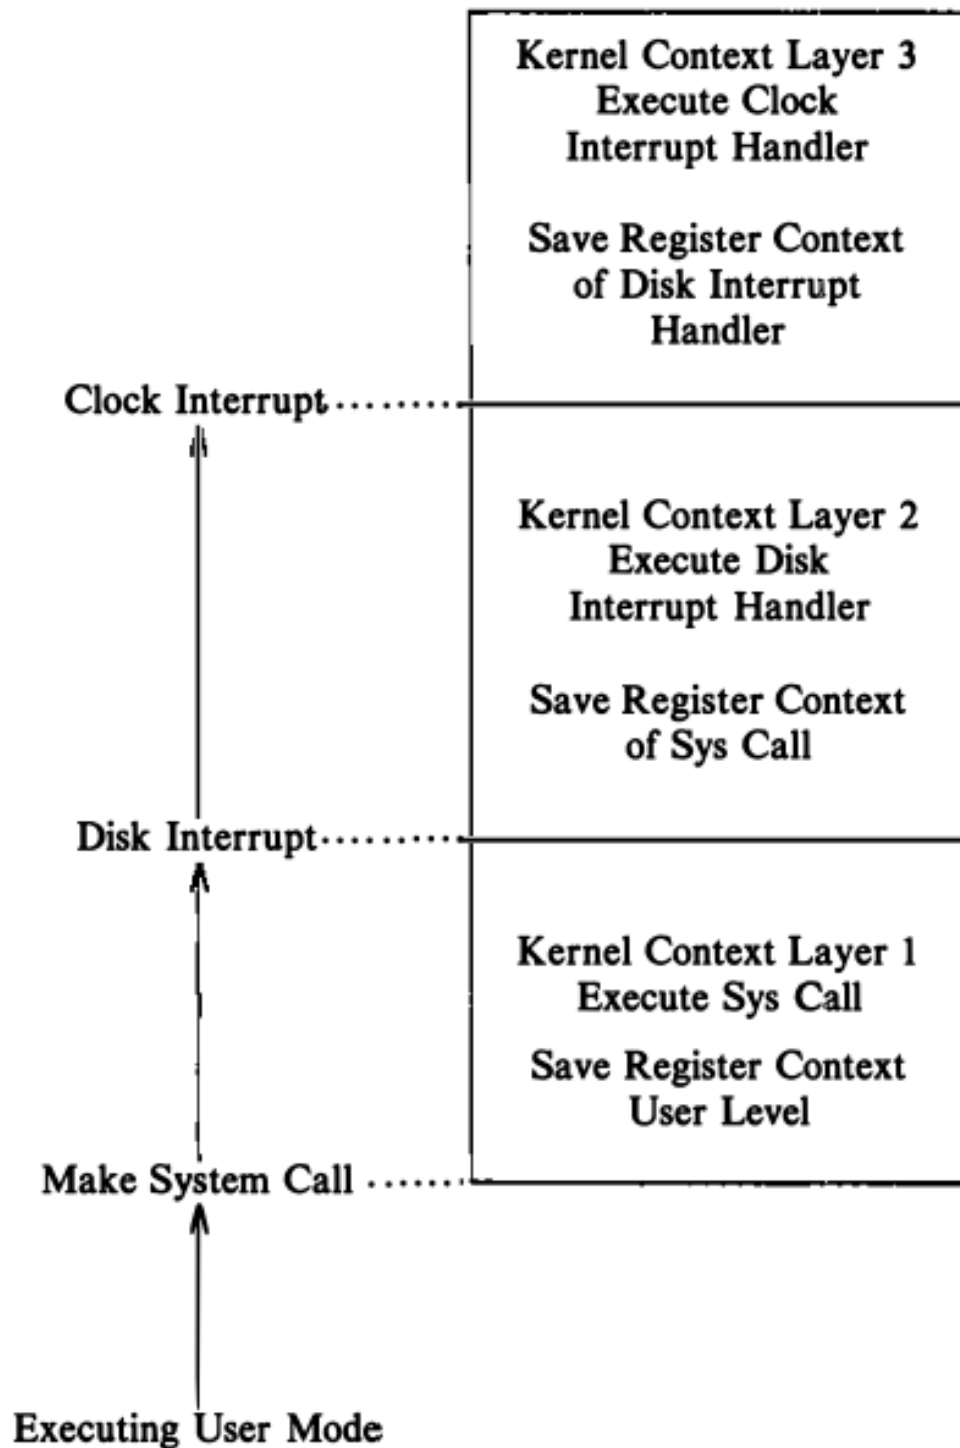 Kernel Context Layer 3
Execute Clock
Interrupt Handler
Save Register Context
of Disk Interrupt
Handler
Clock Interrupt
Kernel Context Layer 2
Execute Disk
Interrupt Handler
Save Register Context
of Sys Call
Disk Interrupt
Kernel Context Layer 1
Execute Sys Call
Save Register Context
User Level
Make System Call
Executing User Mode